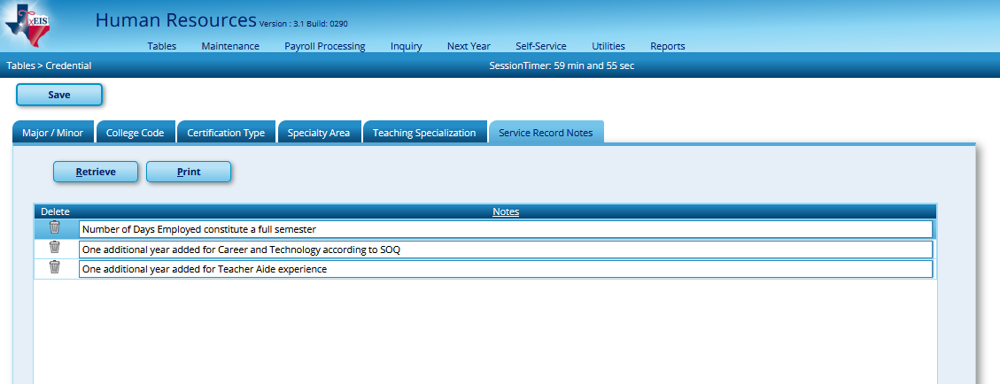 TxEIS
Human Resources Version : 3.1 Build: 0290
Tables Maintenance Payroll Processing Inquiry Next Year Self-Service Utilities Reports
Tables > Credential SessionTimer: 59 min and 55 sec
Save
Major / Minor College Code Certification Type Specialty Area Teaching Specialization Service Record Notes
Retrieve Print
Delete Notes
Number of Days Employed constitute a full semester
One additional year added for Career and Technology according to SOQ
One additional year added for Teacher Aide experience